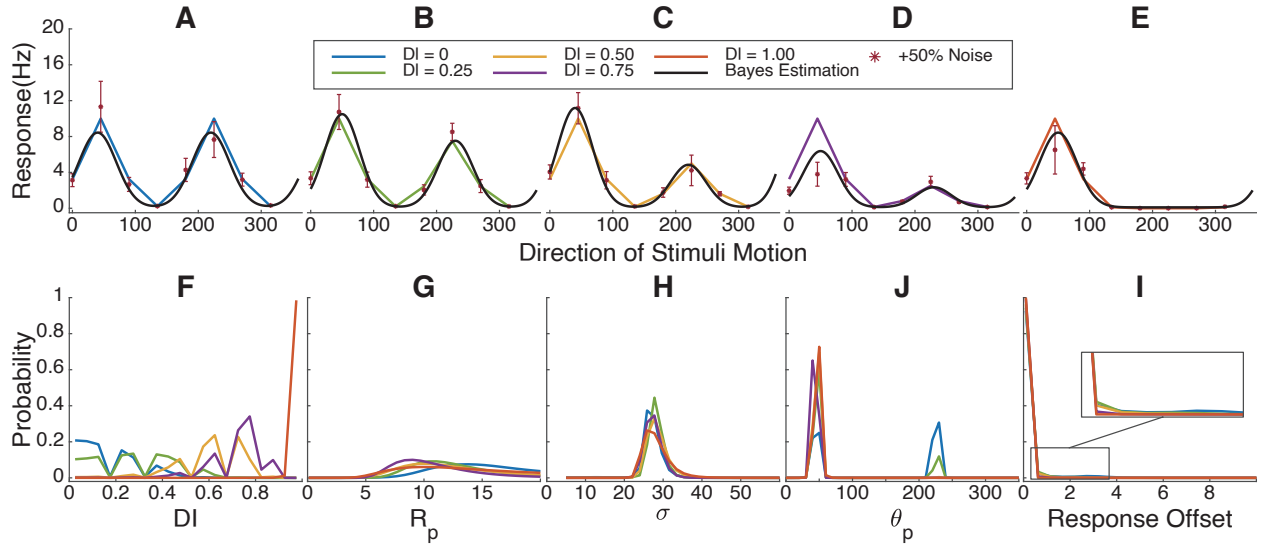 A B C D E
Response(Hz)
20
16
12
8
4
0
DI = 0 DI = 0.50 DI = 1.00 +50% Noise
DI = 0.25 DI = 0.75 Bayes Estimation
0 100 200 300 0 100 200 300 0 100 200 300 0 100 200 300 0 100 200 300
Direction of Stimuli Motion
F G H J I
Probability
1
0.8
0.6
0.4
0.2
0
0 0.2 0.4 0.6 0.8 5 10 15 10 20 30 40 50 0 100 200 300 2 4 6 8
DI R_p σ θ_p Response Offset